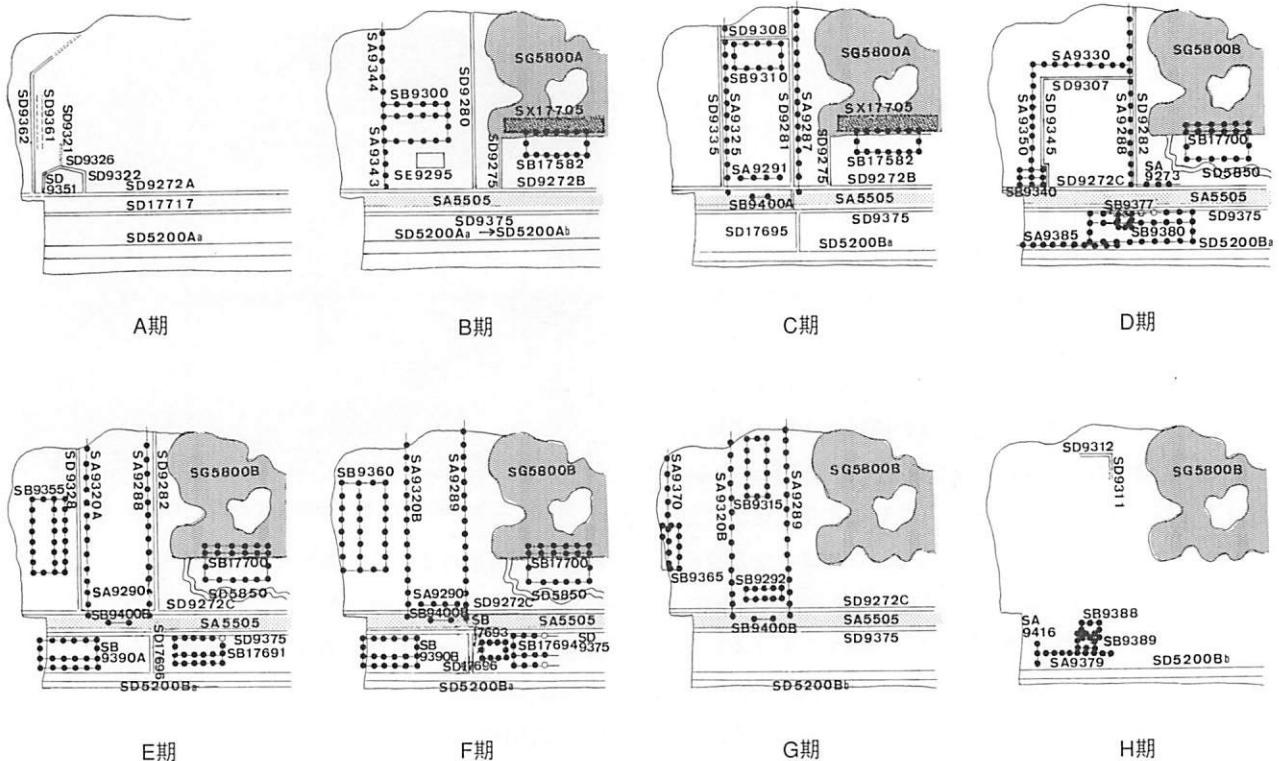 SD9362
SD9361
SD9321
SD9326
SD9322
SD
9351
SD9272A
SD17717
SD5200Aa
A期
SA9344
SB9300
SA9343
SE9295
SD9280
SG5800A
SX17705
SB17582
SD9275
SD9272B
SA5505
SD9375
SD5200Aa→SD5200Ab
B期
SD9308
SB9310
SD9335
SA9325
SD9281
SA9287
SG5800A
SX17705
SB17582
SD9275
SA9291
SD9272B
SB9400A
SA5505
SD9375
SD17695
SD5200Ba
C期
SA9330
SD9307
SA9350
SD9345
SA9288
SD9282
SG5800B
SB17700
SD5850
SA
9273
SB9340
SD9272C
SB9377
SA5505
SD9375
SB9380
SA9385
SD5200Ba
D期
SB9355
SD9328
SA9320A
SA9288
SD9282
SG5800B
SB17700
SD5850
SA9290
SD9272C
SB9400B
SA5505
SB
9390A
SD17696
SD9375
SB17691
SD5200Ba
E期
SB9360
SA9320B
SA9289
SG5800B
SB17700
SD5850
SA9290
SD9272C
SB9400B
SA5505
SB
17693
SB
9390B
SD17696
SB17694
SD
9375
SD5200Ba
F期
SA9370
SA9320B
SB9315
SA9289
SG5800B
SB9365
SB9292
SD9272C
SB9400B
SA5505
SD9375
SD5200Bb
G期
SD9312
SD9311
SG5800B
SB9388
SA
9416
SB9389
SA9379
SD5200Bb
H期